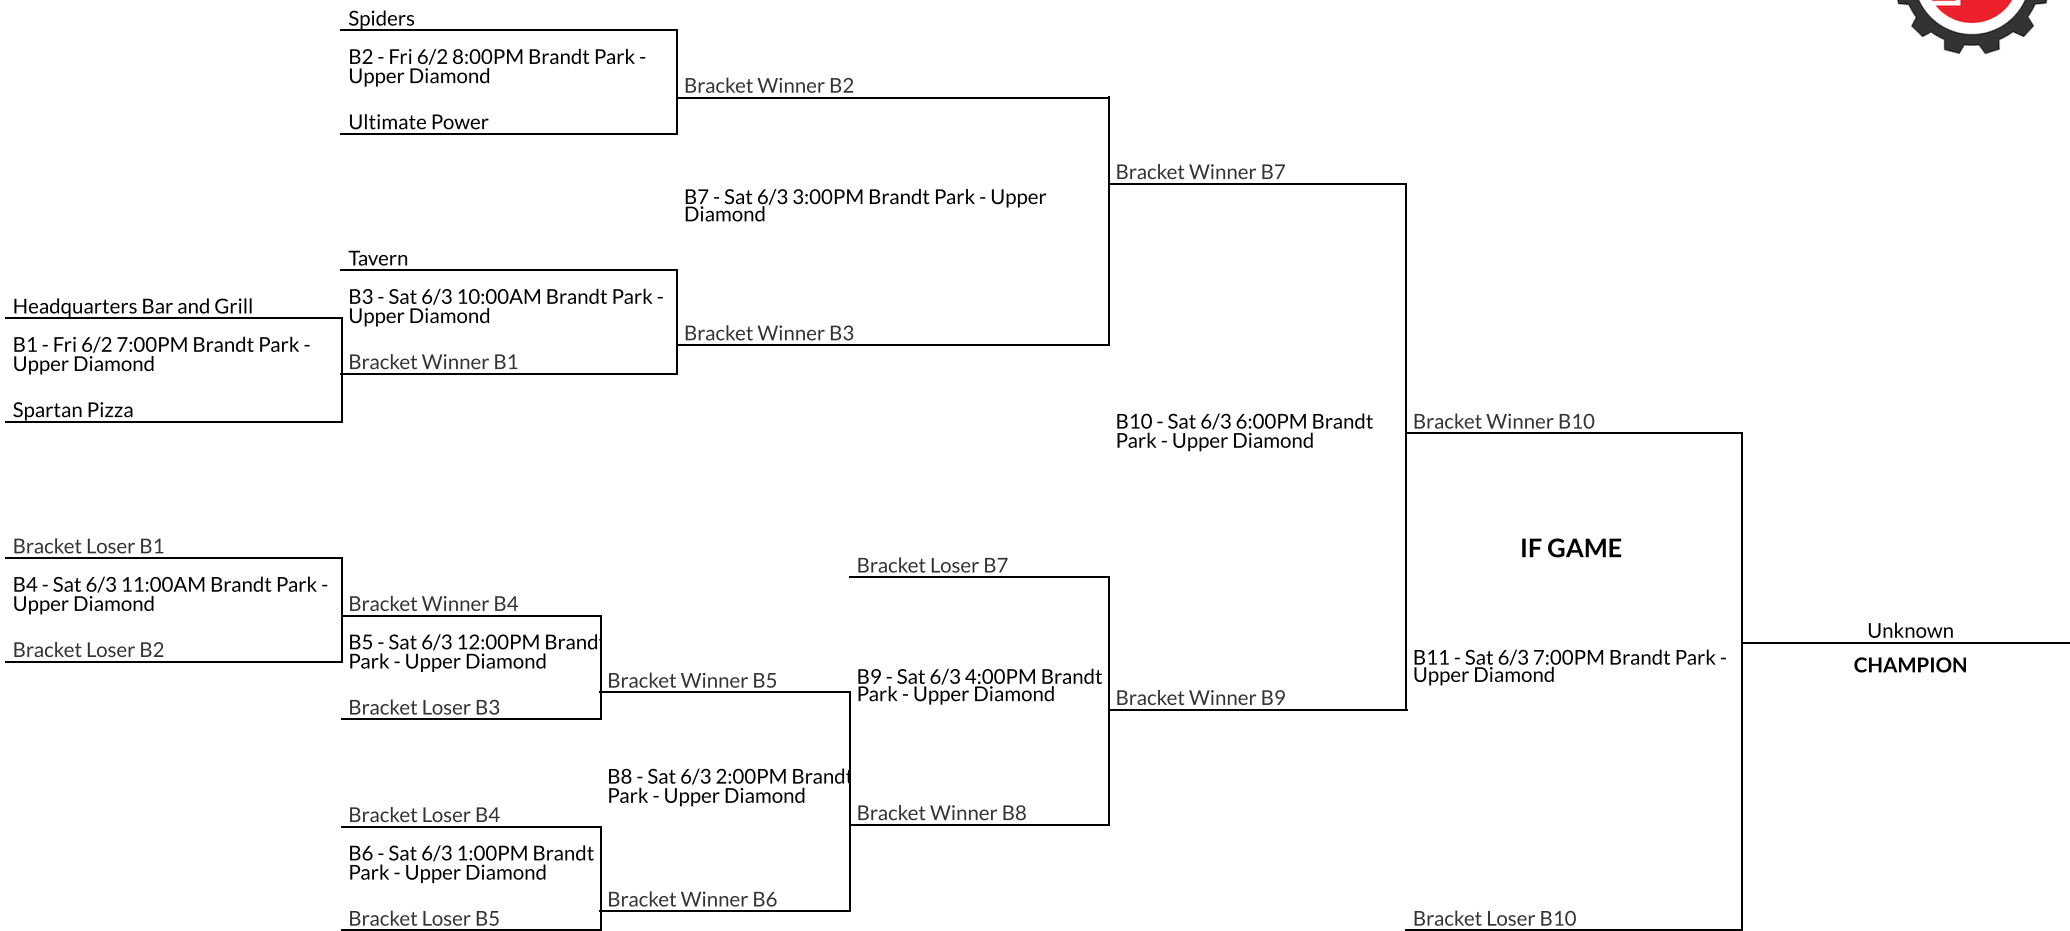 Spiders
B2 - Fri 6/2 8:00PM Brandt Park -
Upper Diamond
Ultimate Power
Bracket Winner B2
B7 - Sat 6/3 3:00PM Brandt Park - Upper
Diamond
Bracket Winner B7
Tavern
B3 - Sat 6/3 10:00AM Brandt Park -
Upper Diamond
Bracket Winner B1
Bracket Winner B3
Headquarters Bar and Grill
B1 - Fri 6/2 7:00PM Brandt Park -
Upper Diamond
Spartan Pizza
B10 - Sat 6/3 6:00PM Brandt
Park - Upper Diamond
Bracket Winner B10
Bracket Loser B1
B4 - Sat 6/3 11:00AM Brandt Park -
Upper Diamond
Bracket Loser B2
Bracket Winner B4
B5 - Sat 6/3 12:00PM Brandt
Park - Upper Diamond
Bracket Loser B3
Bracket Winner B5
B8 - Sat 6/3 2:00PM Brandt
Park - Upper Diamond
Bracket Loser B4
B6 - Sat 6/3 1:00PM Brandt
Park - Upper Diamond
Bracket Loser B5
Bracket Winner B6
Bracket Loser B7
B9 - Sat 6/3 4:00PM Brandt
Park - Upper Diamond
Bracket Winner B8
Bracket Winner B9
IF GAME
B11 - Sat 6/3 7:00PM Brandt Park -
Upper Diamond
Bracket Loser B10
Unknown
CHAMPION